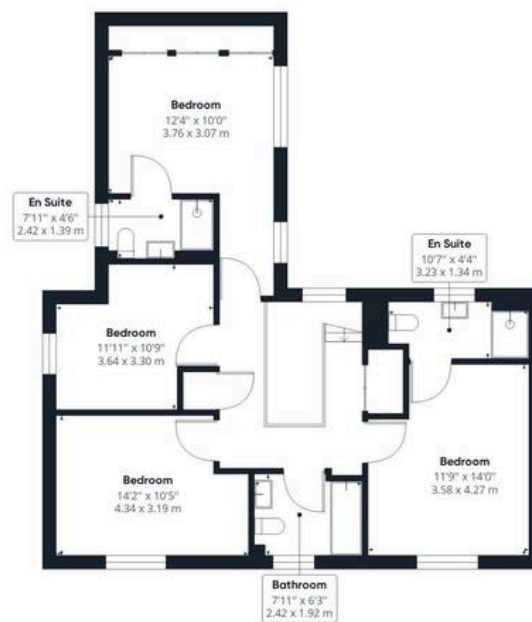 Bedroom
12'4" x 10'0"
3.76 x 3.07 m
En Suite
7'11" x 4'6"
2.42 x 1.39 m
En Suite
10'7" x 4'4"
3.23 x 1.34 m
Bedroom
11'11" x 10'9"
3.64 x 3.30 m
Bedroom
14'2" x 10'5"
4.34 x 3.19 m
Bedroom
11'9" x 14'0"
3.58 x 4.27 m
Bathroom
7'11" x 6'3"
2.42 x 1.92 m